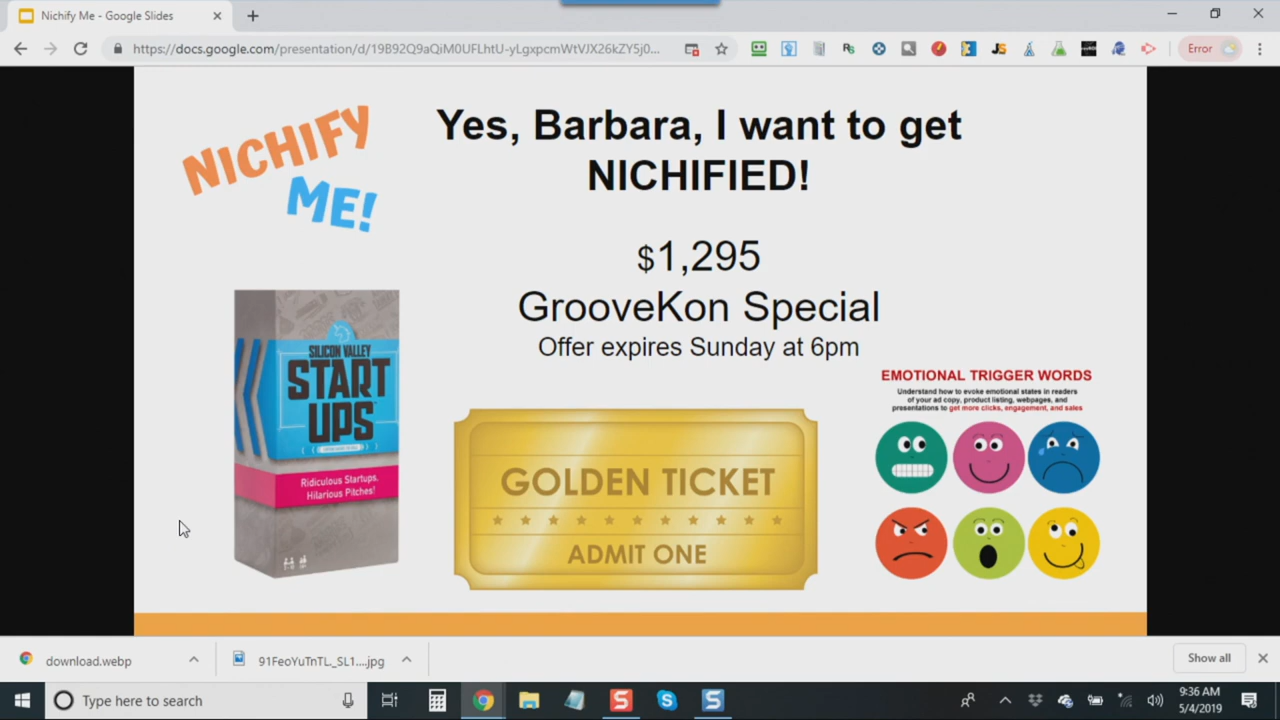 Nichify Me - Google Slides
https://docs.google.com/presentation/d/19B92Q9aQiM0UFLhtU-yLgxpcmWtVJX26kZY5j0...
Error
NICHIFY
ME!
Yes, Barbara, I want to get
NICHIFIED!
$1,295
GrooveKon Special
Offer expires Sunday at 6pm
SILICON VALLEY
START
UPS
Ridiculous Startups,
Hilarious Pitches!
GOLDEN TICKET
ADMIT ONE
EMOTIONAL TRIGGER WORDS
Understand how to evoke emotional states in readers
of your ad copy, product listing, webpages, and
presentations to get more clicks, engagement, and sales
download.webp
91FeoYuTnTL._SL1....jpg
Show all
Type here to search
9:36 AM
5/4/2019